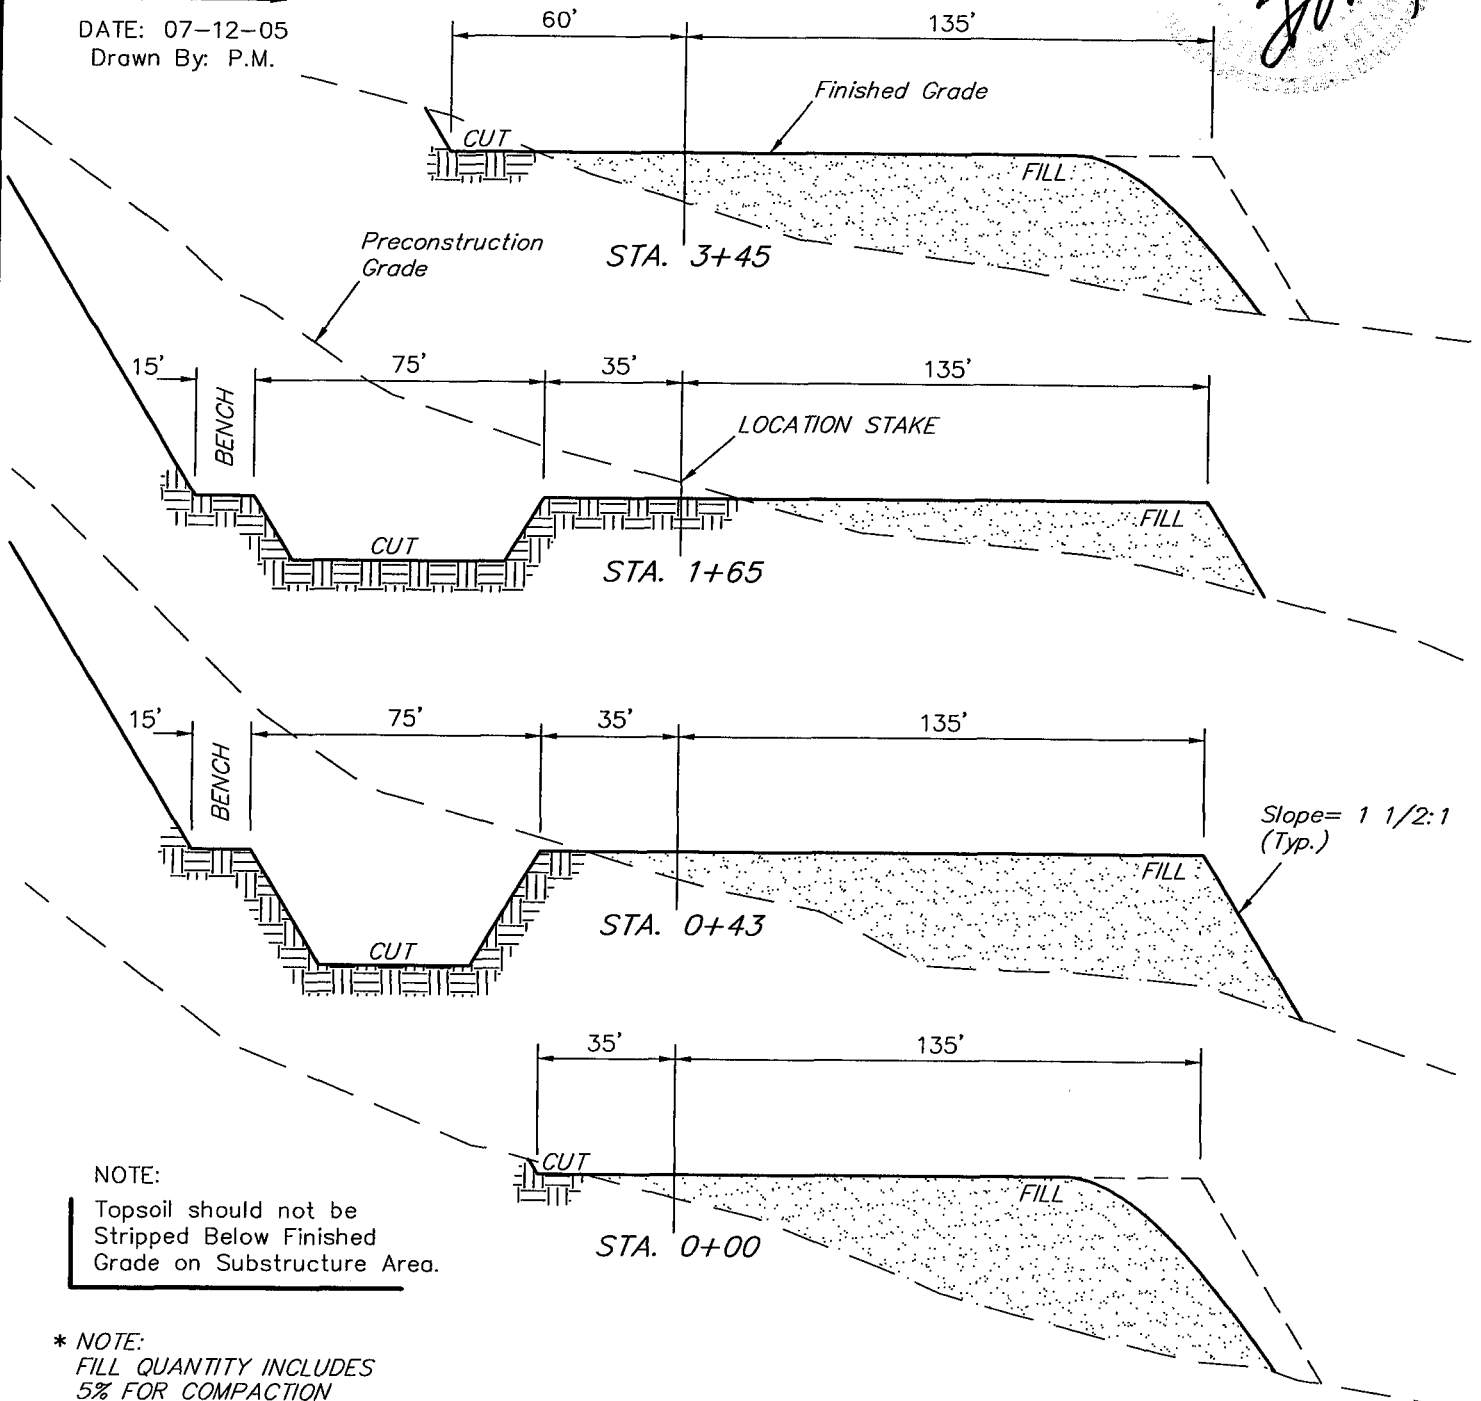 DATE: 07-12-05
Drawn By: P.M.
60'
135'
Finished Grade
CUT
FILL
STA. 3+45
Preconstruction
Grade
15'
75'
35'
135'
BENCH
LOCATION STAKE
FILL
CUT
STA. 1+65
15'
75'
35'
135'
BENCH
Slope= 1 1/2:1
(Typ.)
FILL
CUT
STA. 0+43
35'
135'
CUT
FILL
STA. 0+00
NOTE:
Topsoil should not be
Stripped Below Finished
Grade on Substructure Area.
* NOTE:
FILL QUANTITY INCLUDES
5% FOR COMPACTION